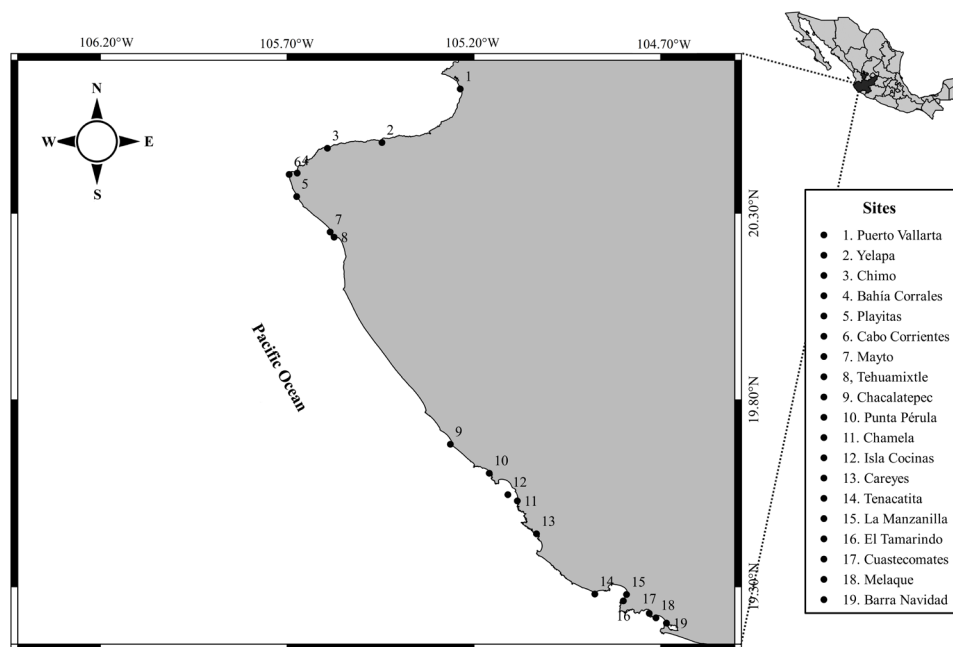 106.20°W 105.70°W 105.20°W 104.70°W
N
W E
S
1
2
3
6 4
5
7
8
20.30°N
Pacific Ocean
19.80°N
9
10
12
11
13
19.30°N
14 15
16 17 18
19
Sites
1. Puerto Vallarta
2. Yelapa
3. Chimo
4. Bahía Corrales
5. Playitas
6. Cabo Corrientes
7. Mayto
8, Tehuamixtle
9. Chacalatepec
10. Punta Pérula
11. Chamela
12. Isla Cocinas
13. Careyes
14. Tenacatita
15. La Manzanilla
16. El Tamarindo
17. Cuastecomates
18. Melaque
19. Barra Navidad